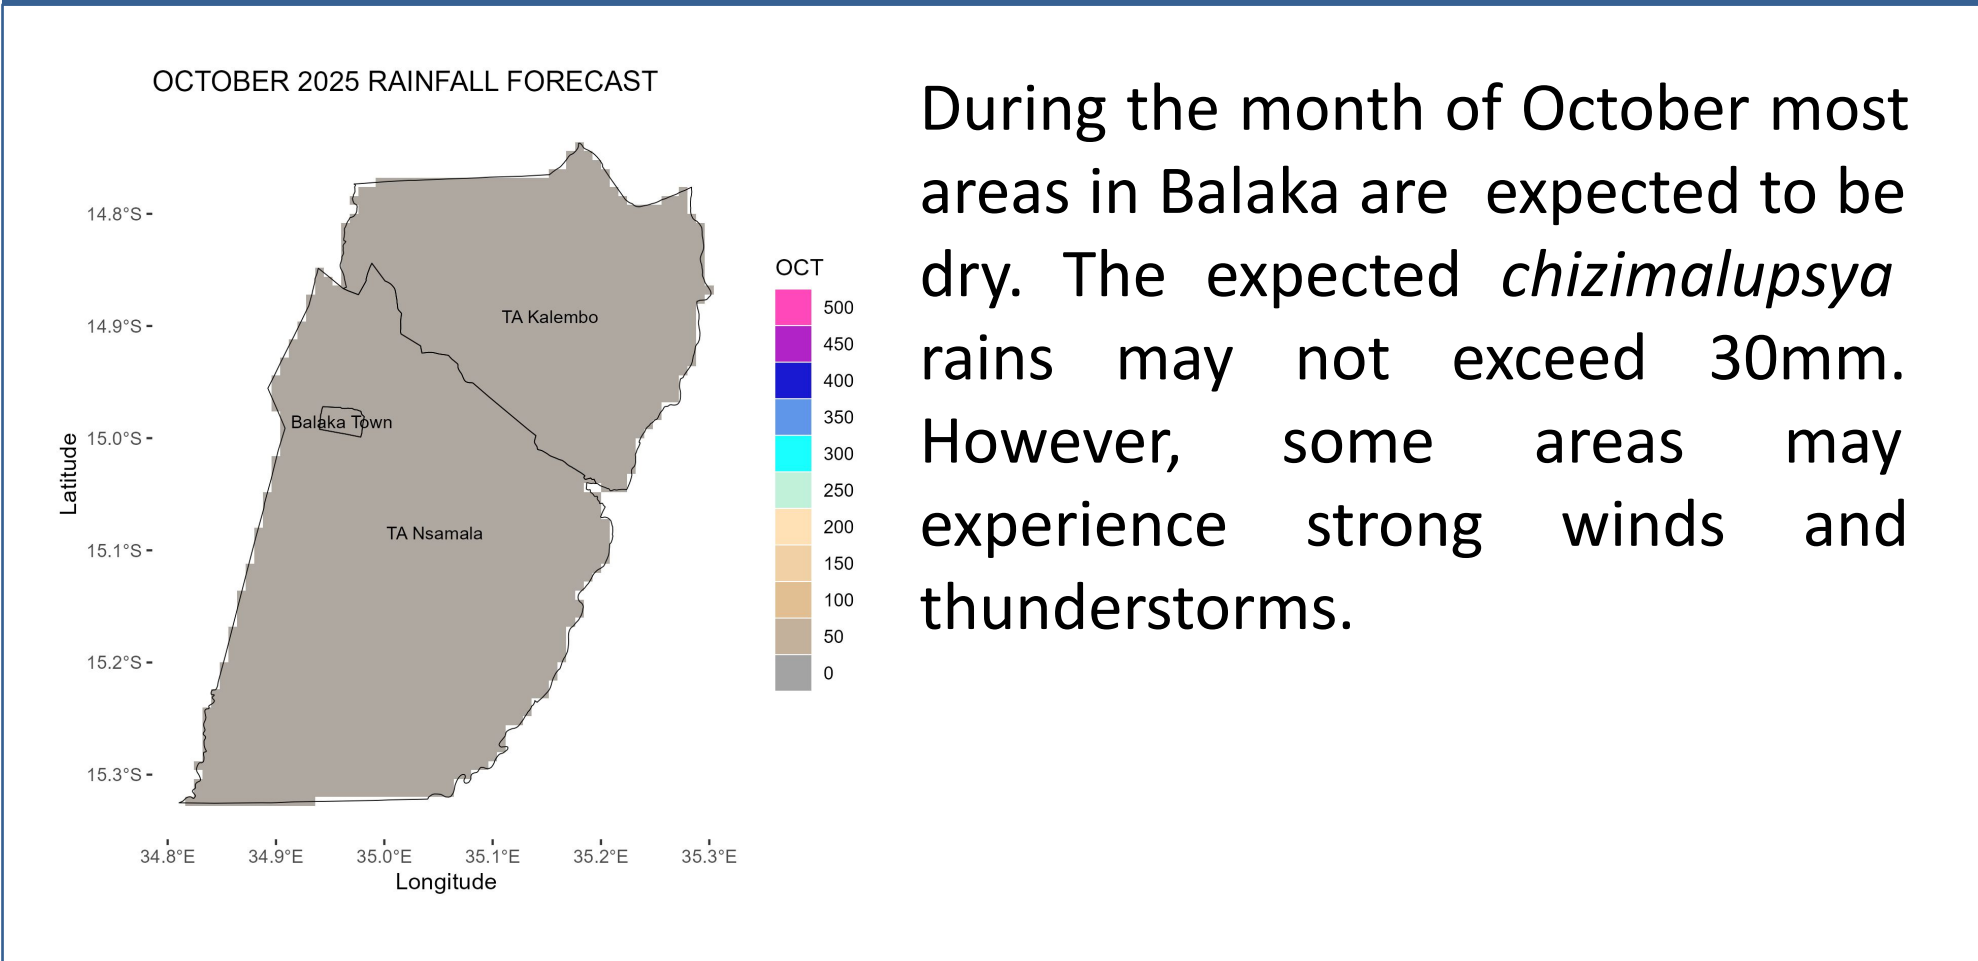 OCTOBER 2025 RAINFALL FORECAST
14.8°S
14.9°S
15.0°S
15.1°S
15.2°S
15.3°S
Latitude
TA Kalembo
Balaka Town
TA Nsamala
34.8°E 34.9°E 35.0°E 35.1°E 35.2°E 35.3°E
Longitude
OCT
500
450
400
350
300
250
200
150
100
50
0
During the month of October most
areas in Balaka are expected to be
dry. The expected chizimalupsya
rains may not exceed 30mm.
However, some areas may
experience strong winds and
thunderstorms.